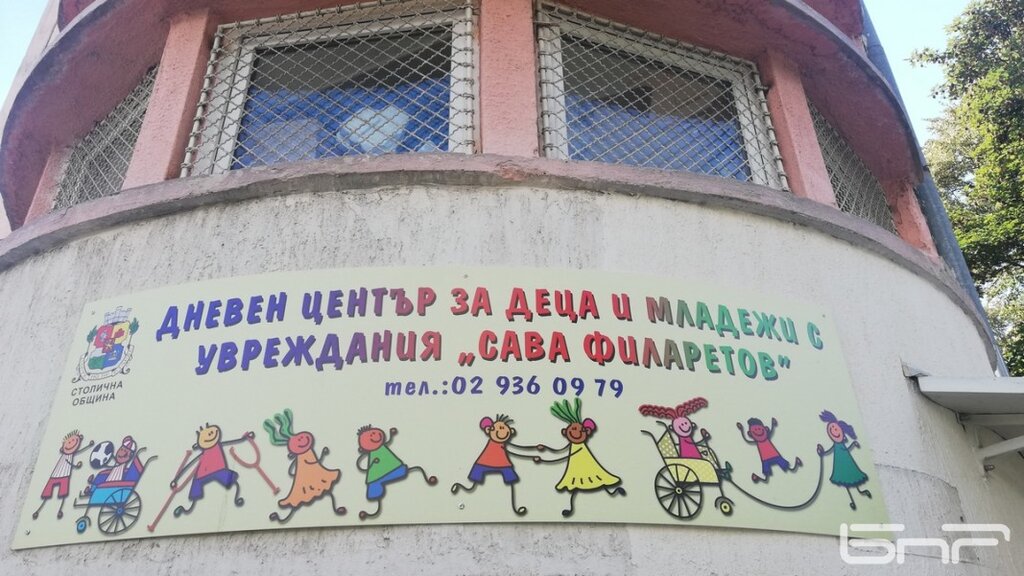 ДНЕВЕН ЦЕНТЪР ЗА ДЕЦА И МЛАДЕЖИ С
УВРЕЖДАНИЯ „САВА ФИЛАРЕТОВ”
тел.:02 936 09 79
СТОЛИЧНА
ОБЩИНА
БНР